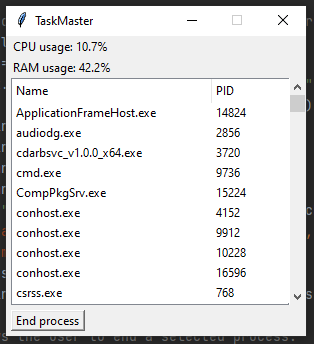 TaskMaster
CPU usage: 10.7%
RAM usage: 42.2%
Name PID
ApplicationFrameHost.exe 14824
audiodg.exe 2856
cdarbsvc_v1.0.0_x64.exe 3720
cmd.exe 9736
CompPkgSrv.exe 15224
conhost.exe 4152
conhost.exe 9912
conhost.exe 10228
conhost.exe 16596
csrss.exe 768
End process
the user to end a selected process.